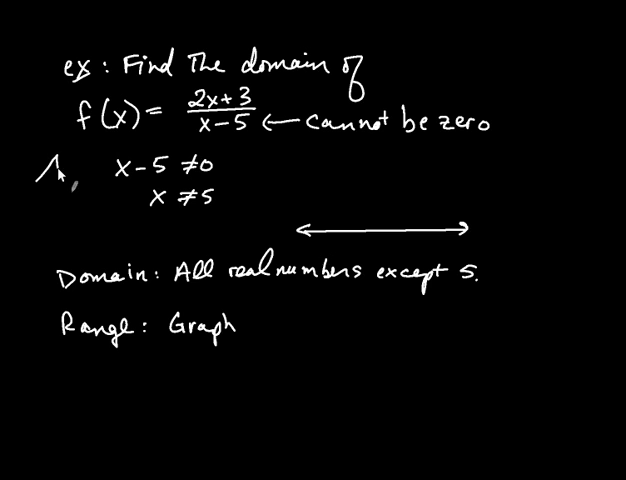 ex: Find The domain of
f(x) = 2x+3 / x-5 ← cannot be zero
x-5 ≠0
x ≠5
Domain: All real numbers except 5.
Range: Graph